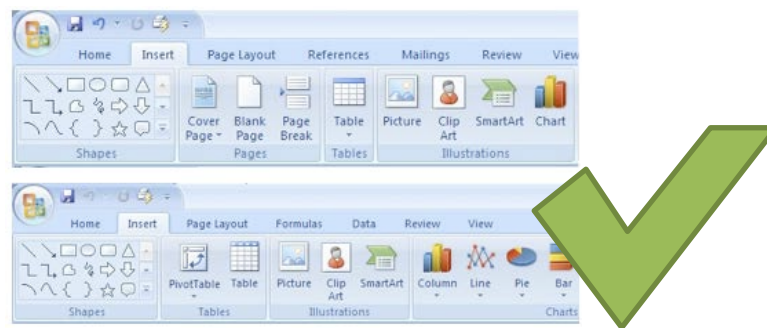 Home Insert Page Layout References Mailings Review View
Cover Blank Page Table Picture Clip SmartArt Chart
Page Page Break Art
Shapes Pages Tables Illustrations
Home Insert Page Layout Formulas Data Review View
PivotTable Table Picture Clip SmartArt Column Line Pie Bar
Art
Shapes Tables Illustrations Charts